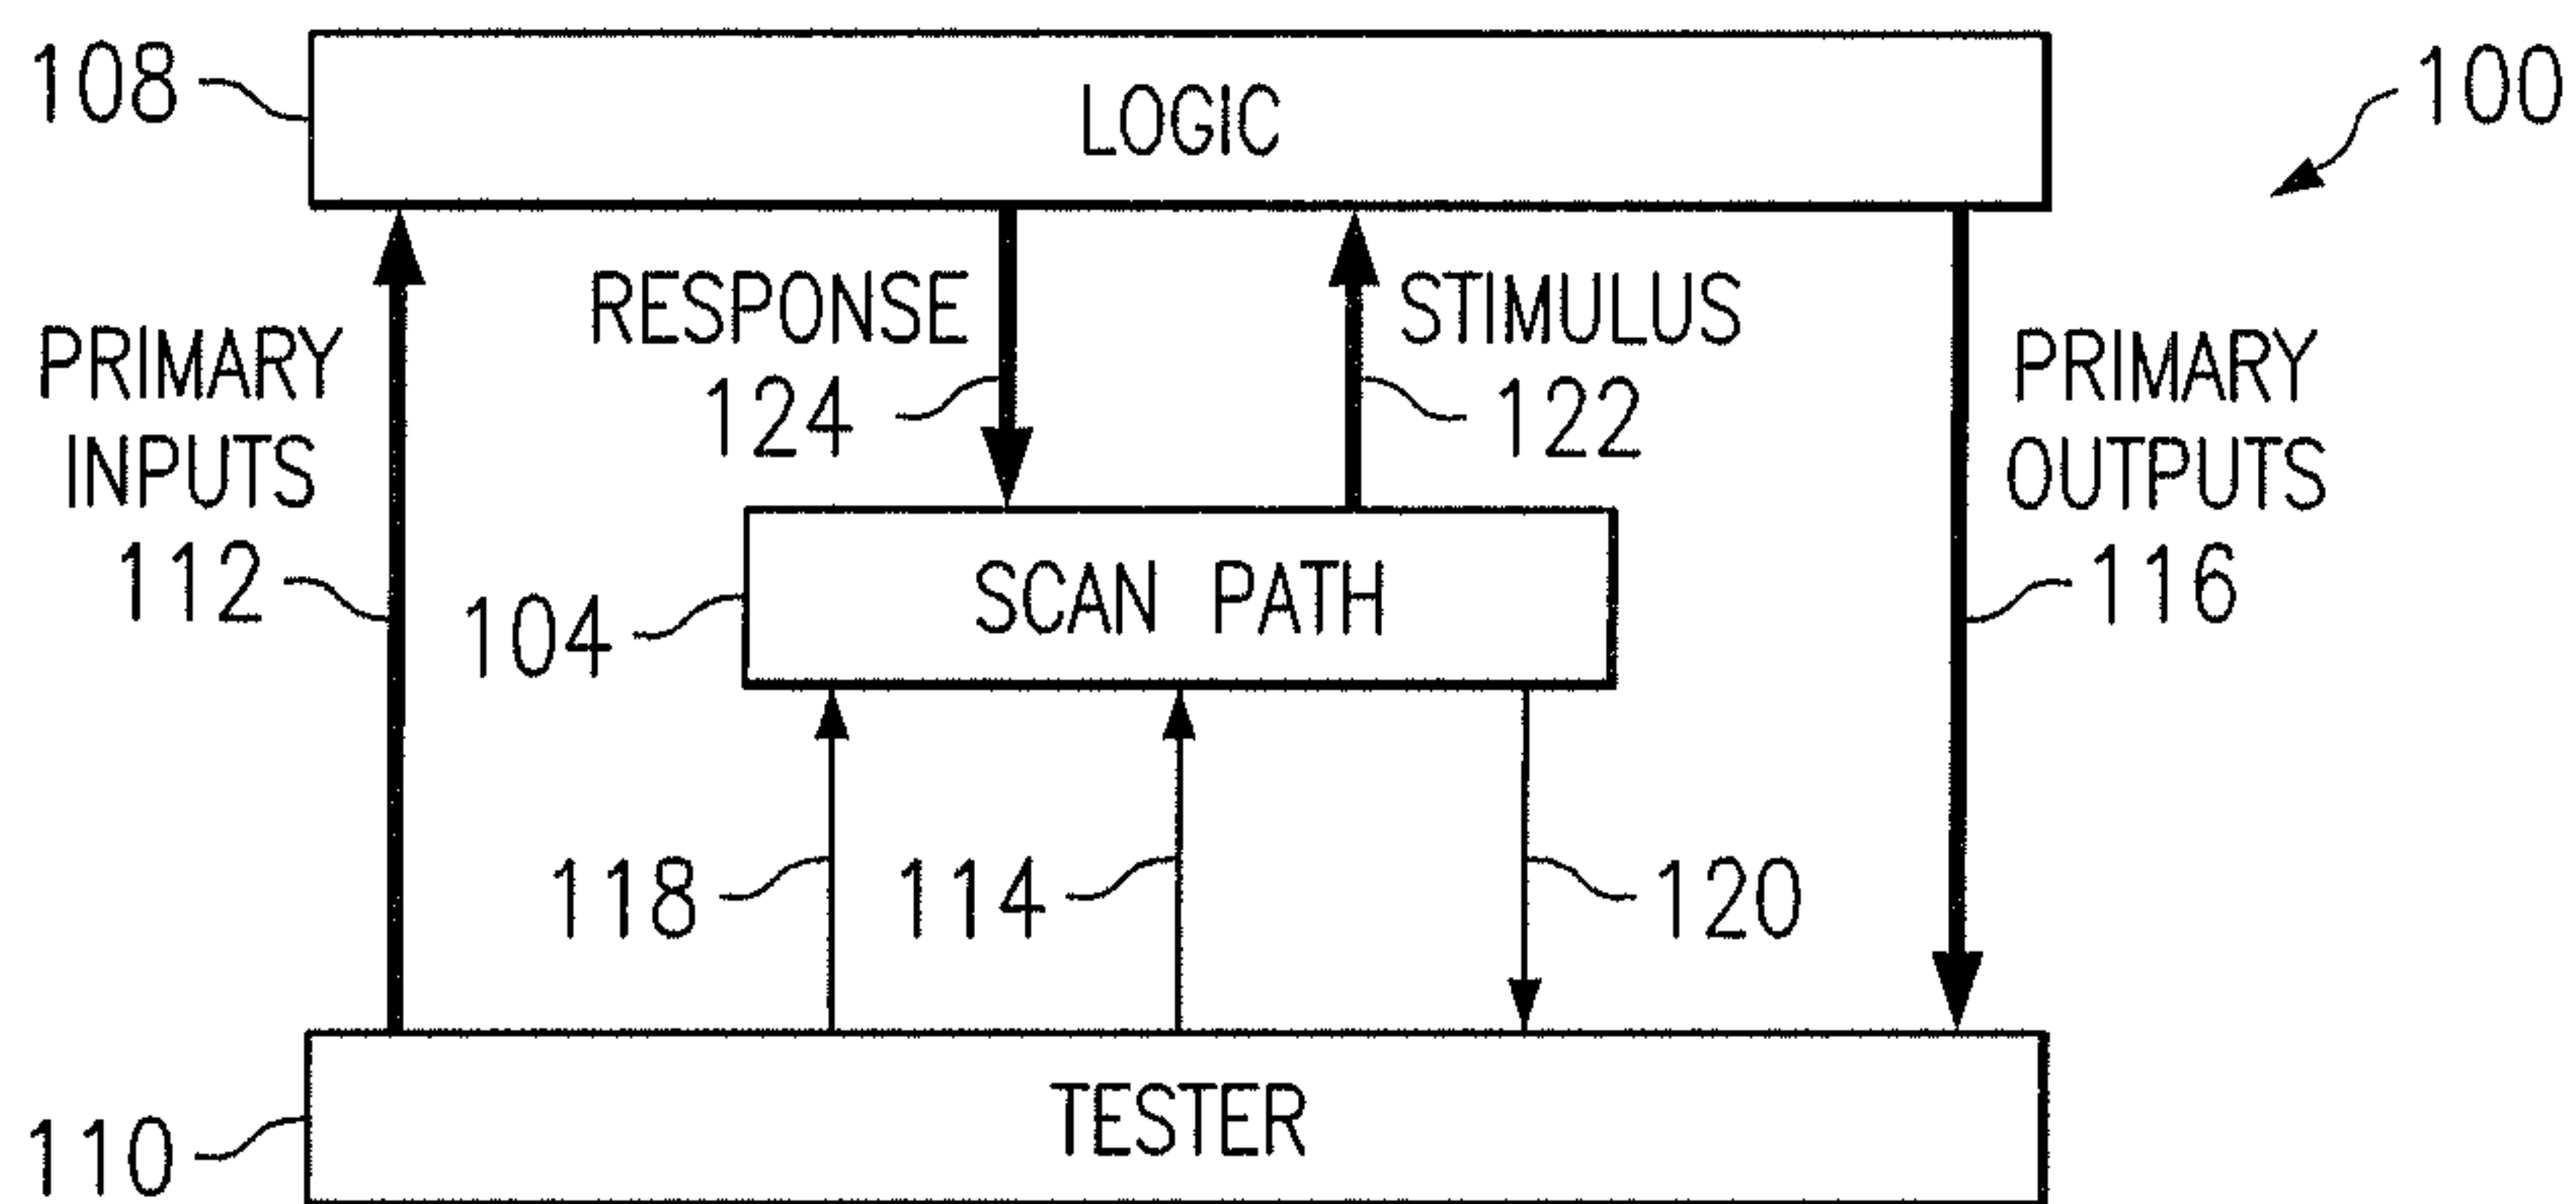 108
LOGIC
100
PRIMARY
INPUTS
112
RESPONSE
124
STIMULUS
122
PRIMARY
OUTPUTS
116
104
SCAN PATH
118
114
120
110
TESTER